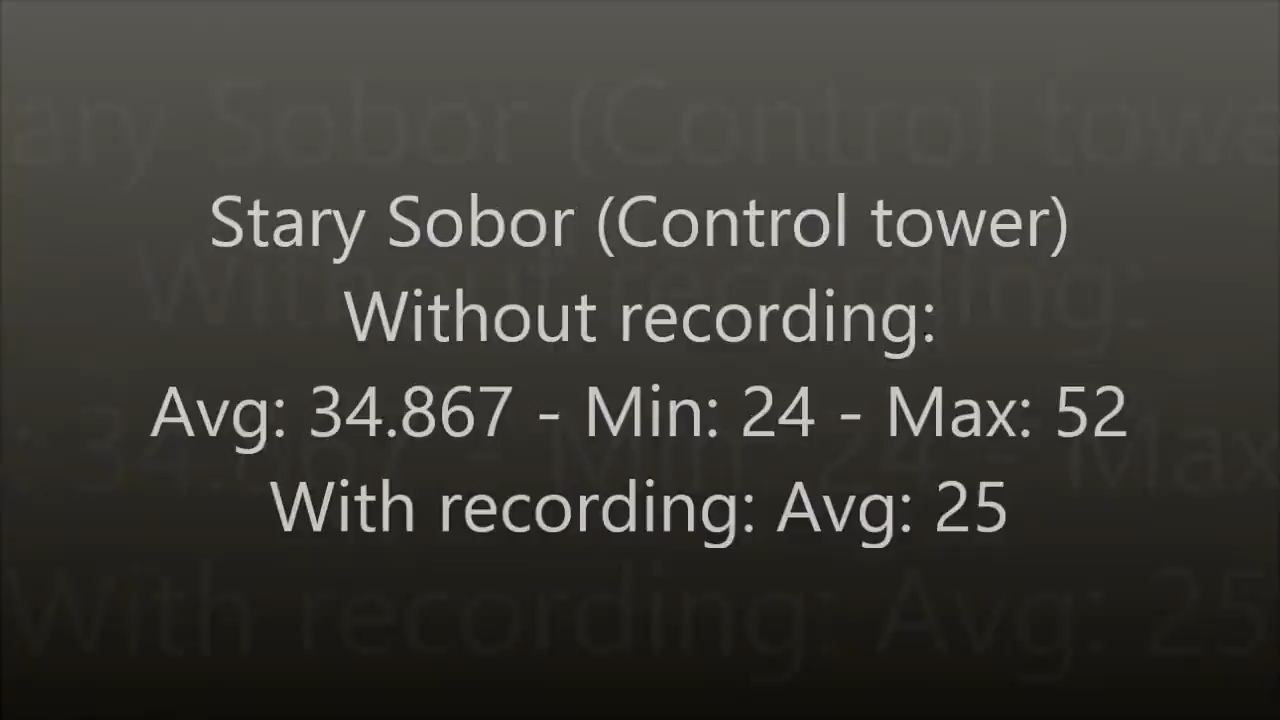 Stary Sobor (Control tower)
Without recording:
Avg: 34.867 - Min: 24 - Max: 52
With recording: Avg: 25